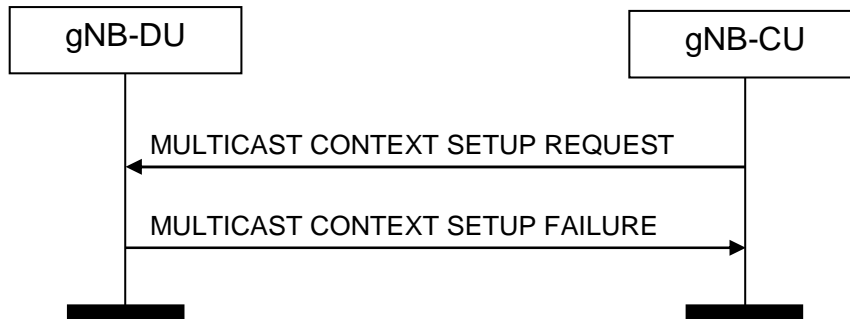 gNB-DU
gNB-CU
MULTICAST CONTEXT SETUP REQUEST
MULTICAST CONTEXT SETUP FAILURE